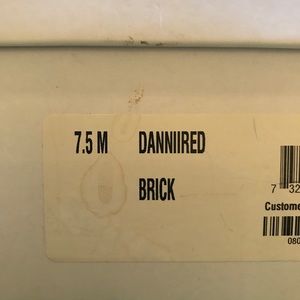 7.5 M DANNIIRED
BRICK
7 32
Custome
080